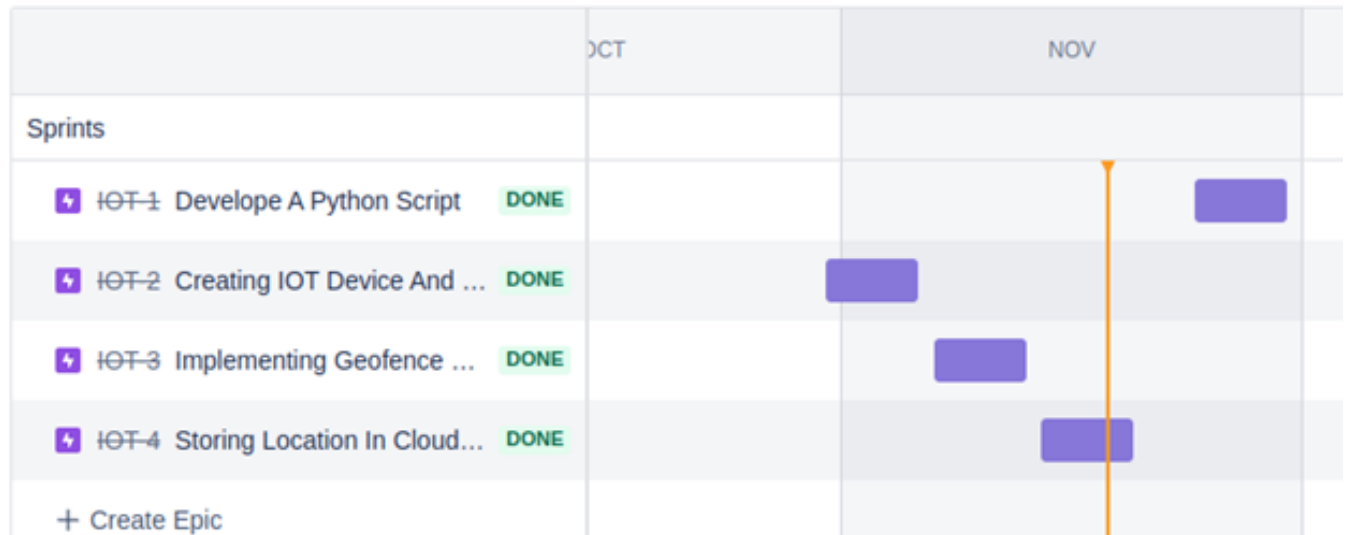 OCT NOV
Sprints
IOT-1 Develope A Python Script DONE
IOT-2 Creating IOT Device And ... DONE
IOT-3 Implementing Geofence ... DONE
IOT-4 Storing Location In Cloud... DONE
+ Create Epic